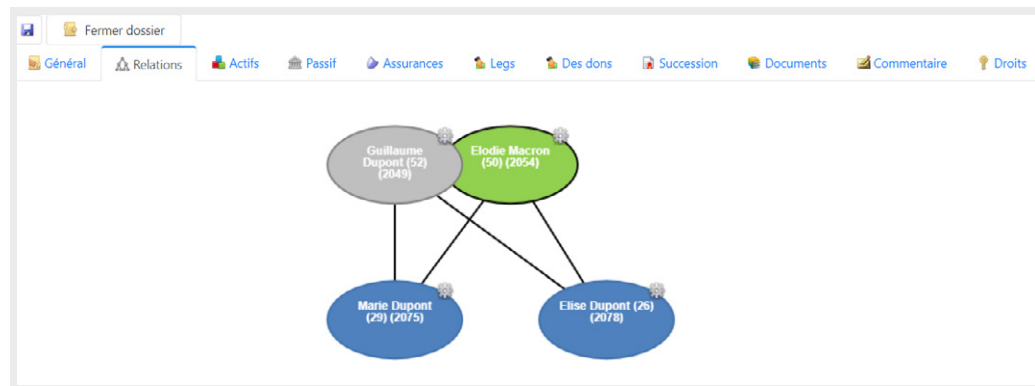 Fermer dossier
Général Relations Actifs Passif Assurances Legs Des dons Succession Documents Commentaire Droits
Guillaume
Dupont (52)
(2049)
Elodie Macron
(50) (2054)
Marie Dupont
(29) (2075)
Elise Dupont (26)
(2078)